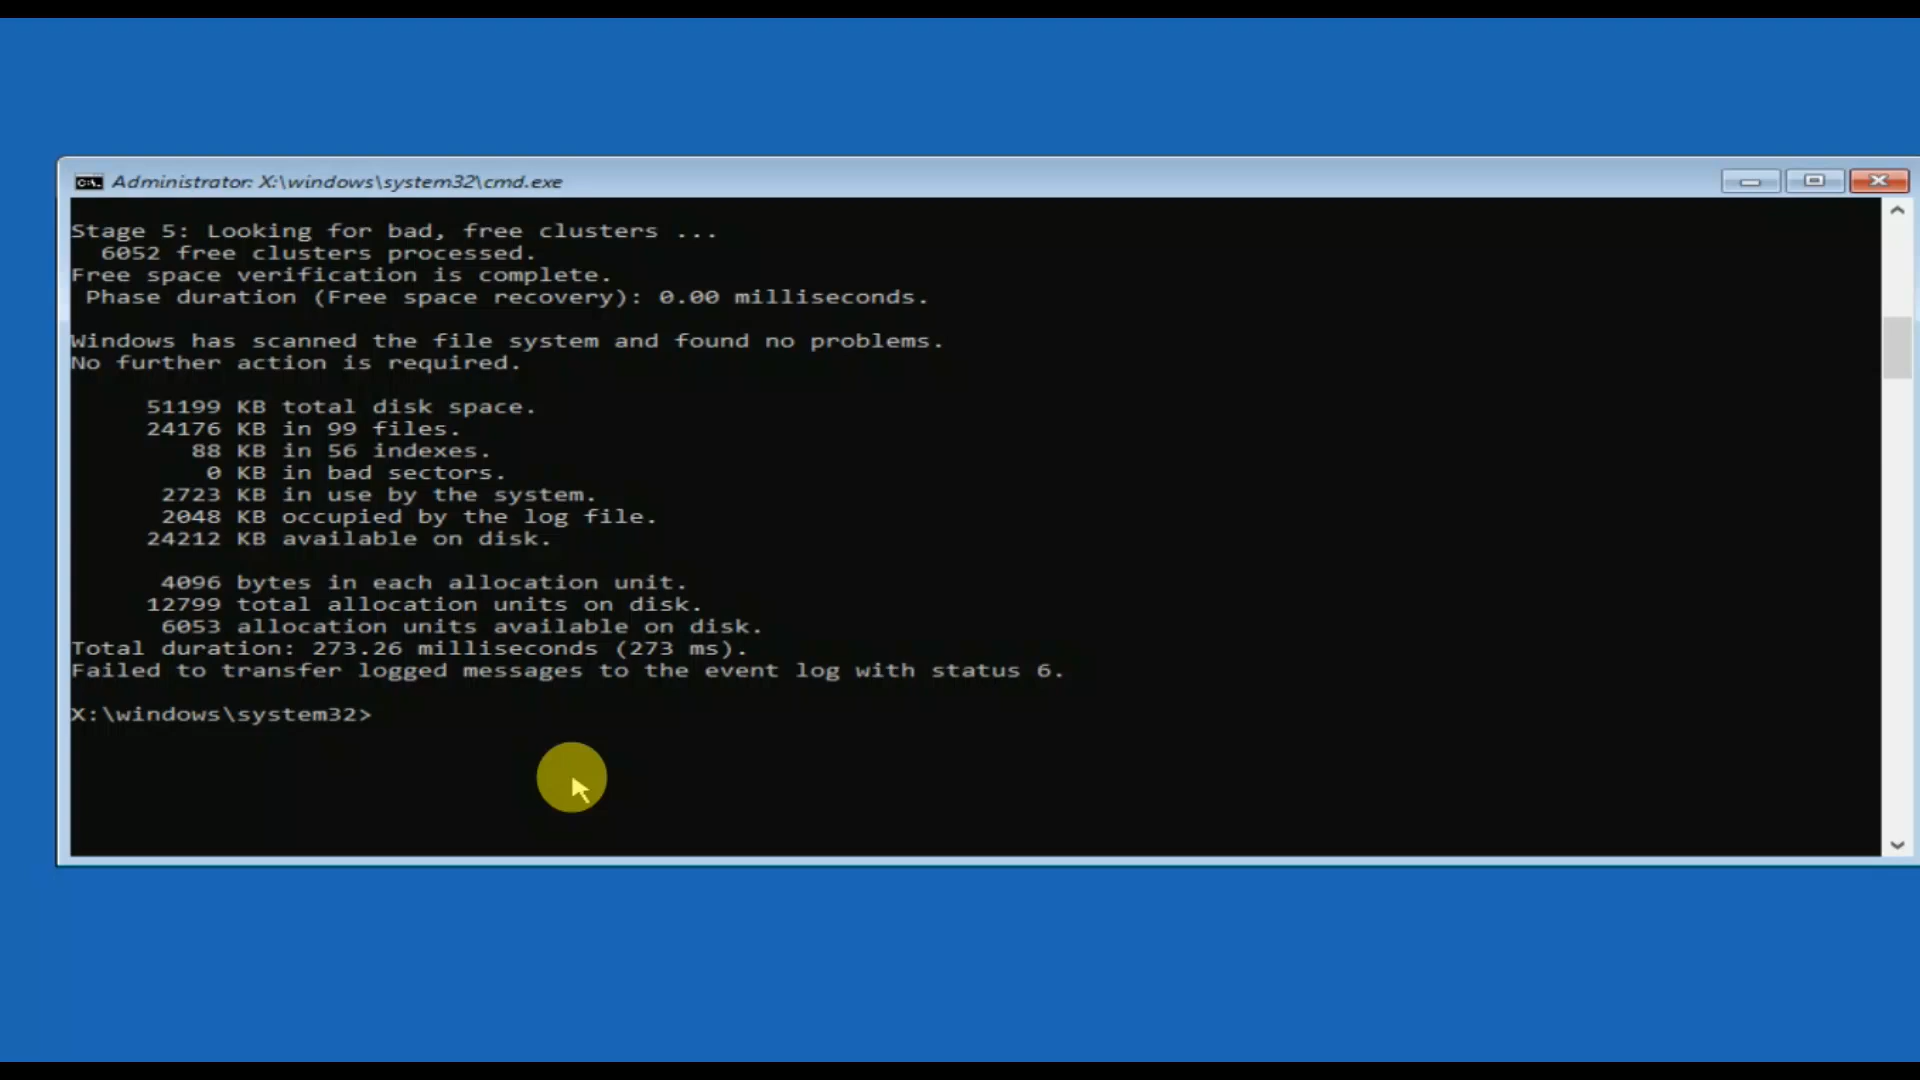 Administrator: X:\windows\system32\cmd.exe
Stage 5: Looking for bad, free clusters ...
6052 free clusters processed.
Free space verification is complete.
Phase duration (Free space recovery): 0.00 milliseconds.
Windows has scanned the file system and found no problems.
No further action is required.
51199 KB total disk space.
24176 KB in 99 files.
88 KB in 56 indexes.
0 KB in bad sectors.
2723 KB in use by the system.
2048 KB occupied by the log file.
24212 KB available on disk.
4096 bytes in each allocation unit.
12799 total allocation units on disk.
6053 allocation units available on disk.
Total duration: 273.26 milliseconds (273 ms).
Failed to transfer logged messages to the event log with status 6.
X:\windows\system32>